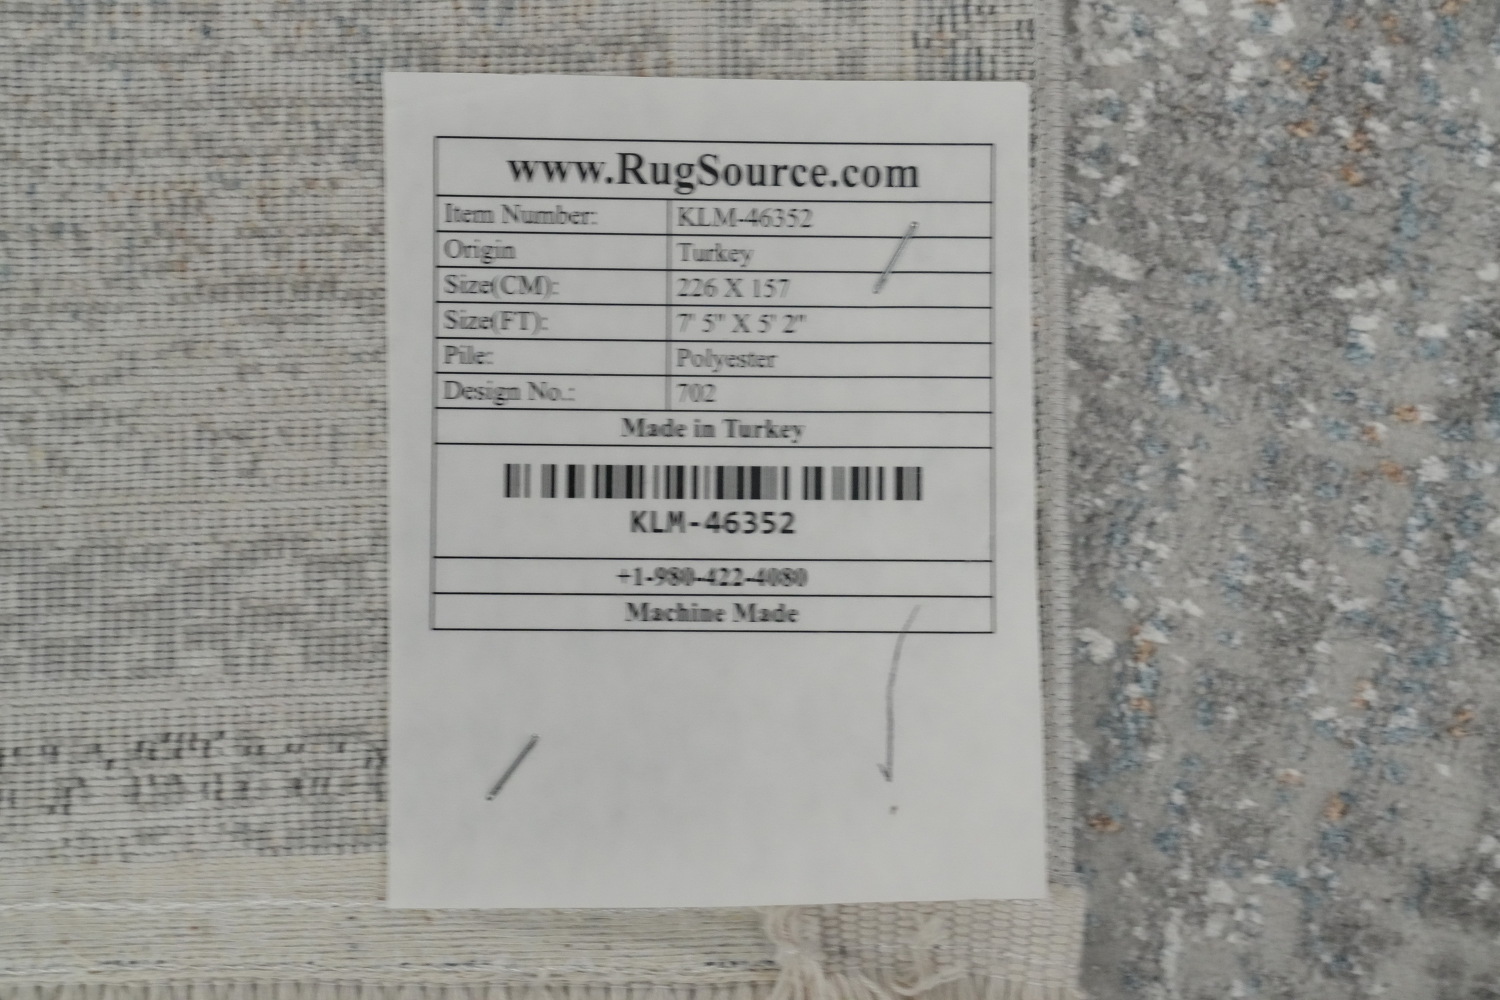 www.RugSource.com
Item Number: KLM-46352
Origin Turkey
Size(CM): 226 X 157
Size(FT): 7' 5" X 5' 2"
Pile: Polyester
Design No.: 702
Made in Turkey
KLM-46352
+1-980-422-4080
Machine Made